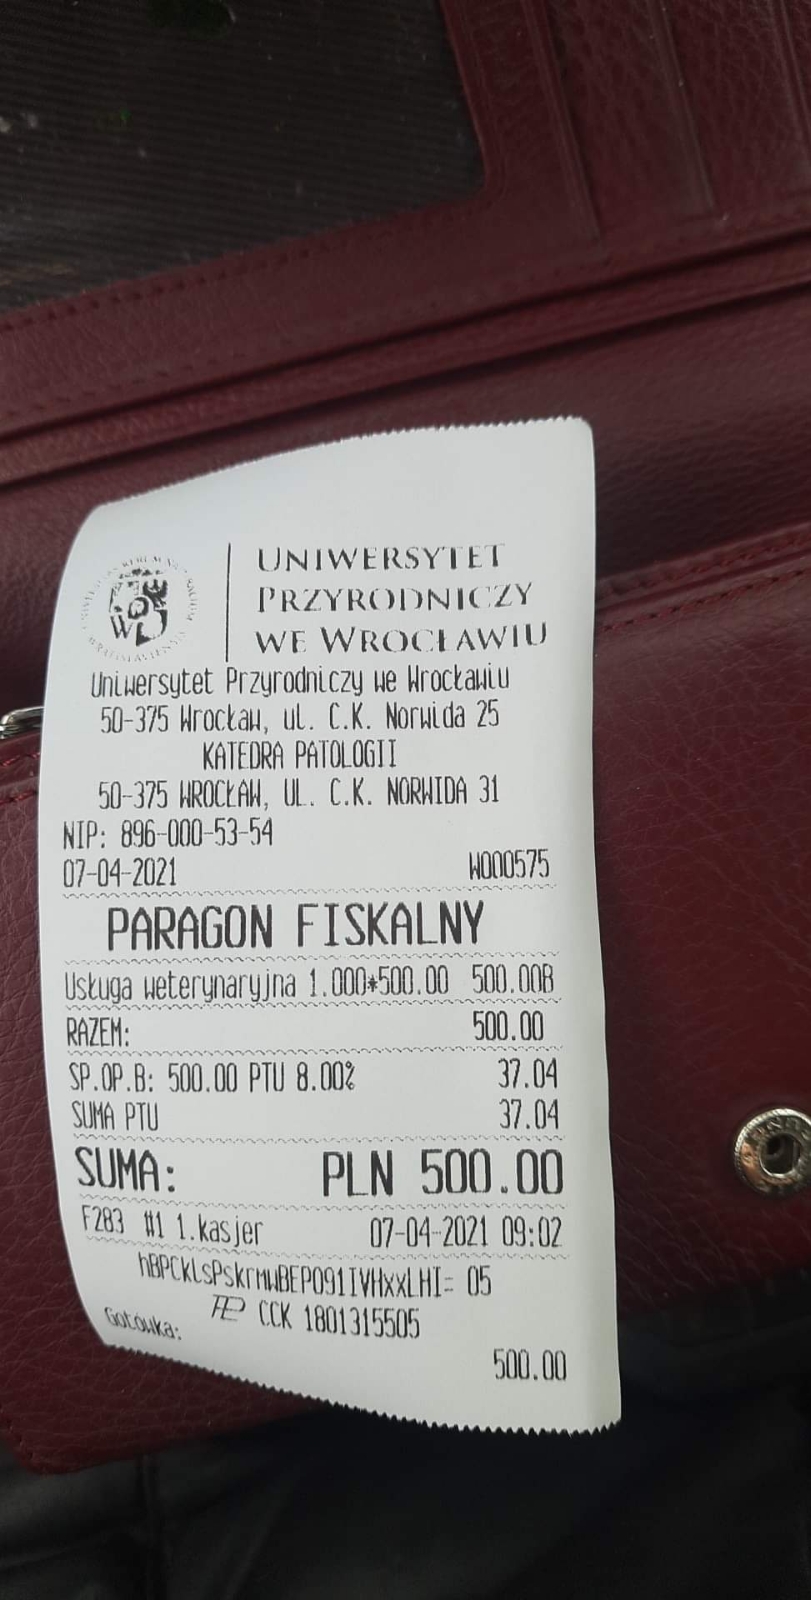 UNIWERSYTET
PRZYRODNICZY
WE WROCŁAWIU
Uniwersytet Przyrodniczy we Wrocławiu
50-375 Wrocław, ul. C.K. Norwida 25
KATEDRA PATOLOGII
50-375 WROCŁAW, UL. C.K. NORWIDA 31
NIP: 896-000-53-54
07-04-2021 W000575
PARAGON FISKALNY
Usługa weterynaryjna 1.000*500.00 500.00B
RAZEM: 500.00
SP.OP.B: 500.00 PTU 8.00% 37.04
SUMA PTU 37.04
SUMA: PLN 500.00
F283 #1 1.kasjer 07-04-2021 09:02
hBPCklsPskrmwBEPO91IVHxxLHI= 05
CCK 1801315505
Gotówka:
500.00